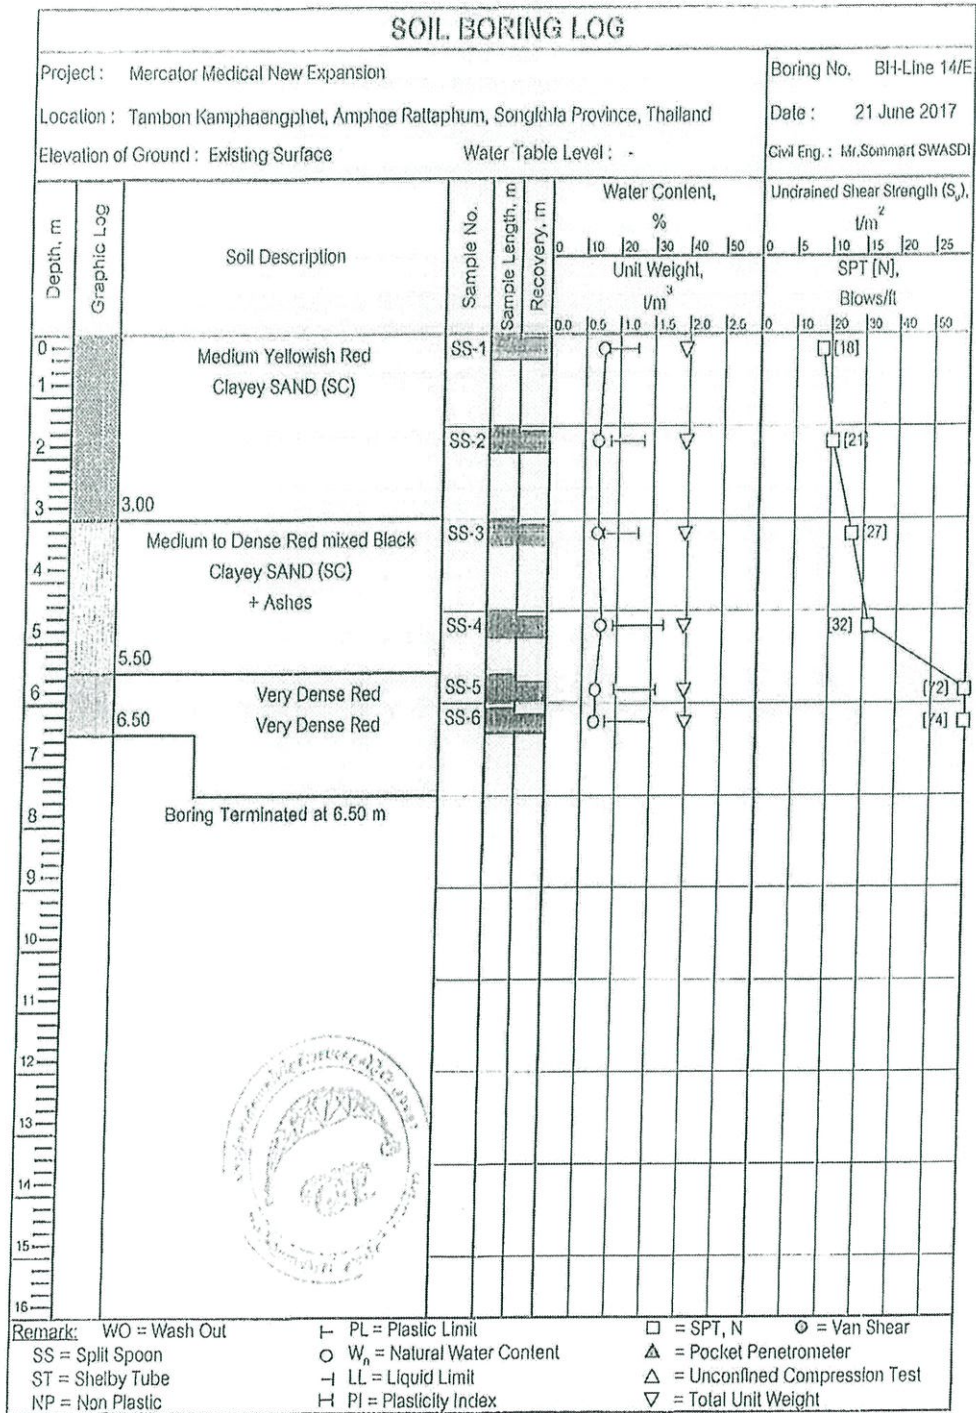 SOIL BORING LOG
Project : Mercator Medical New Expansion
Boring No. BH-Line 14/E
Location : Tambon Kamphaengphet, Amphoe Rattaphum, Songkhla Province, Thailand
Date : 21 June 2017
Elevation of Ground : Existing Surface Water Table Level : -
Civil Eng. : Mr.Sommart SWASDI
Depth, m
Graphic Log
Soil Description
Sample No.
Sample Length, m
Recovery, m
Water Content,
%
0 10 20 30 40 50
Unit Weight,
t/m3
0.0 0.5 1.0 1.5 2.0 2.5
Undrained Shear Strength (Su),
t/m2
0 5 10 15 20 25
SPT [N],
Blows/ft
0 10 20 30 40 50
0
Medium Yellowish Red
SS-1
[18]
1
Clayey SAND (SC)
2
SS-2
[21]
3
3.00
Medium to Dense Red mixed Black
SS-3
[27]
4
Clayey SAND (SC)
+ Ashes
5
SS-4
[32]
5.50
6
Very Dense Red
SS-5
[72]
6.50
Very Dense Red
SS-6
[74]
7
8
Boring Terminated at 6.50 m
9
10
11
12
13
14
15
16
Remark: WO = Wash Out
PL = Plastic Limit
= SPT, N
= Van Shear
SS = Split Spoon
Wn = Natural Water Content
= Pocket Penetrometer
ST = Shelby Tube
LL = Liquid Limit
= Unconfined Compression Test
NP = Non Plastic
PI = Plasticity Index
= Total Unit Weight